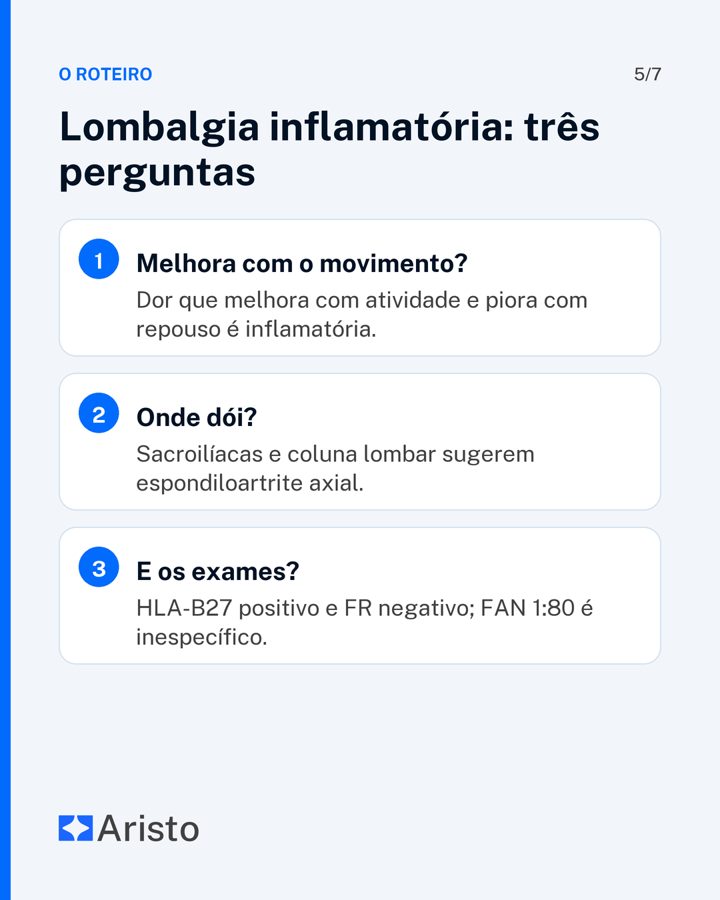 O ROTEIRO
5/7
Lombalgia inflamatória: três
perguntas
1
Melhora com o movimento?
Dor que melhora com atividade e piora com
repouso é inflamatória.
2
Onde dói?
Sacroilíacas e coluna lombar sugerem
espondiloartrite axial.
3
E os exames?
HLA-B27 positivo e FR negativo; FAN 1:80 é
inespecífico.
Aristo